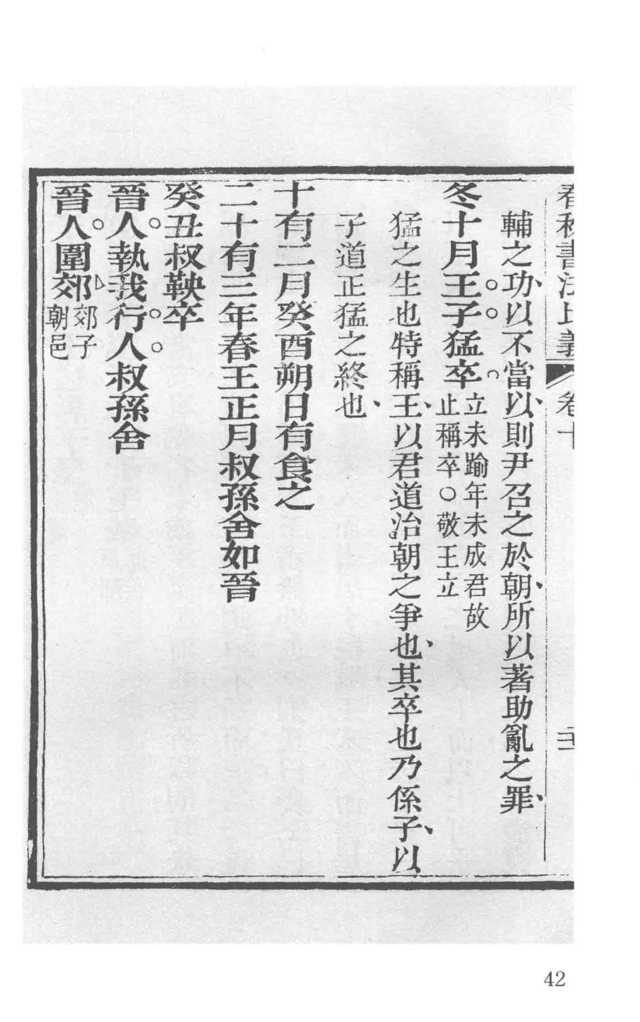 春秋書法比義 卷十
輔之功以不當以則尹召之於朝所以著助亂之罪
冬十月王子猛卒立未踰年未成君故止稱卒○敬王立
猛之生也特稱王以君道治朝之爭也其卒也乃係子以
子道正猛之終也
十有二月癸酉朔日有食之
二十有三年春王正月叔孫舍如晉
癸丑叔鞅卒
晉人執我行人叔孫舍
晉人圍郊郊子朝邑
42